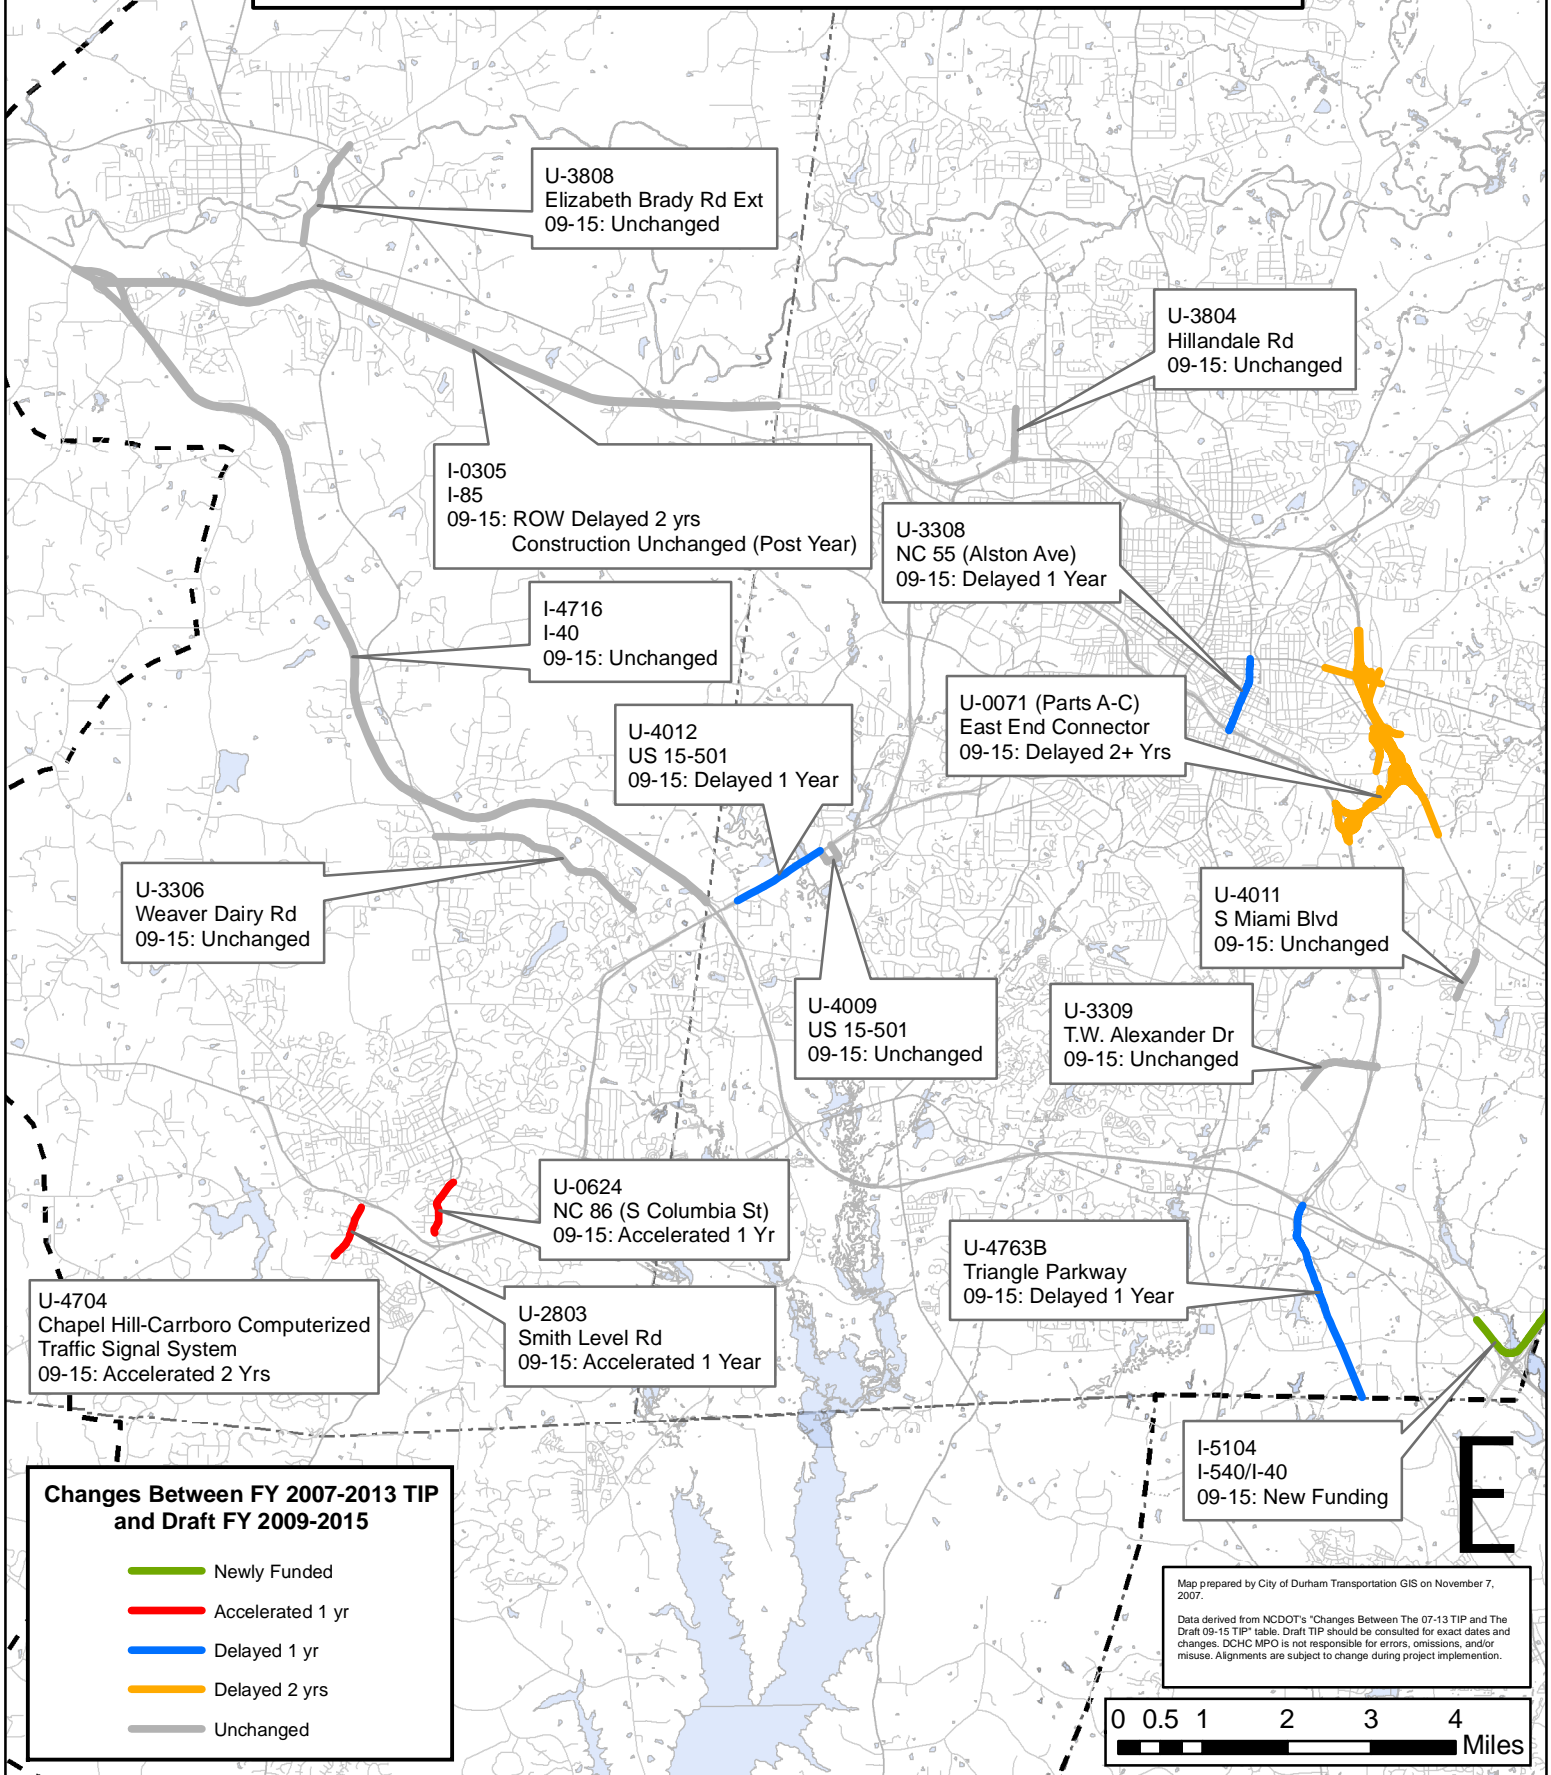 U-3808
Elizabeth Brady Rd Ext
09-15: Unchanged
U-3804
Hillandale Rd
09-15: Unchanged
I-0305
I-85
09-15: ROW Delayed 2 yrs
Construction Unchanged (Post Year)
U-3308
NC 55 (Alston Ave)
09-15: Delayed 1 Year
I-4716
I-40
09-15: Unchanged
U-0071 (Parts A-C)
East End Connector
09-15: Delayed 2+ Yrs
U-4012
US 15-501
09-15: Delayed 1 Year
U-3306
Weaver Dairy Rd
09-15: Unchanged
U-4011
S Miami Blvd
09-15: Unchanged
U-4009
US 15-501
09-15: Unchanged
U-3309
T.W. Alexander Dr
09-15: Unchanged
U-0624
NC 86 (S Columbia St)
09-15: Accelerated 1 Yr
U-4763B
Triangle Parkway
09-15: Delayed 1 Year
U-4704
Chapel Hill-Carrboro Computerized
Traffic Signal System
09-15: Accelerated 2 Yrs
U-2803
Smith Level Rd
09-15: Accelerated 1 Year
I-5104
I-540/I-40
09-15: New Funding
E
Changes Between FY 2007-2013 TIP
and Draft FY 2009-2015
Newly Funded
Accelerated 1 yr
Delayed 1 yr
Delayed 2 yrs
Unchanged
Map prepared by City of Durham Transportation GIS on November 7,
2007.
Data derived from NCDOT's "Changes Between The 07-13 TIP and The
Draft 09-15 TIP" table. Draft TIP should be consulted for exact dates and
changes. DCHC MPO is not responsible for errors, omissions, and/or
misuse. Alignments are subject to change during project implemention.
0 0.5 1 2 3 4
Miles